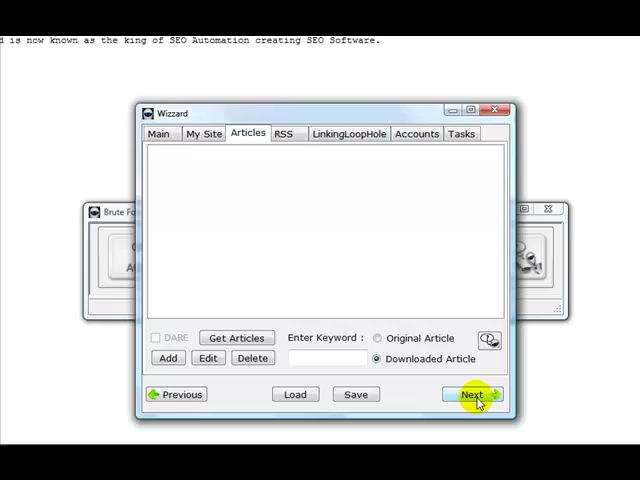 d is now known as the king of SEO Automation creating SEO Software.
Wizzard
Main My Site Articles RSS LinkingLoopHole Accounts Tasks
Brute Fo
DARE Get Articles Enter Keyword : Original Article
Add Edit Delete Downloaded Article
Previous Load Save Next